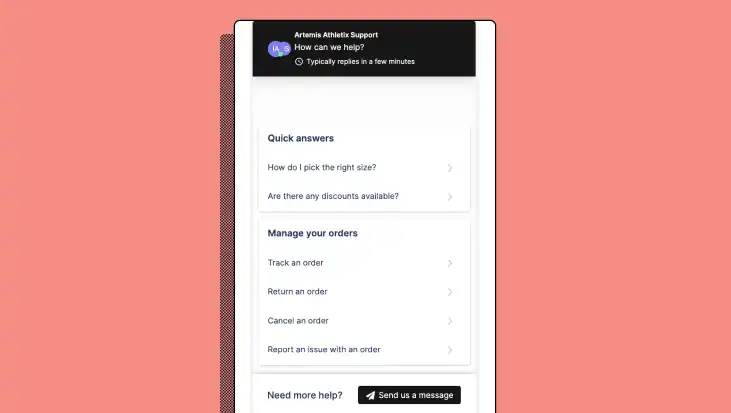 Artemis Athletix Support
IA
How can we help?
Typically replies in a few minutes
Quick answers
How do I pick the right size?
Are there any discounts available?
Manage your orders
Track an order
Return an order
Cancel an order
Report an issue with an order
Need more help?
Send us a message